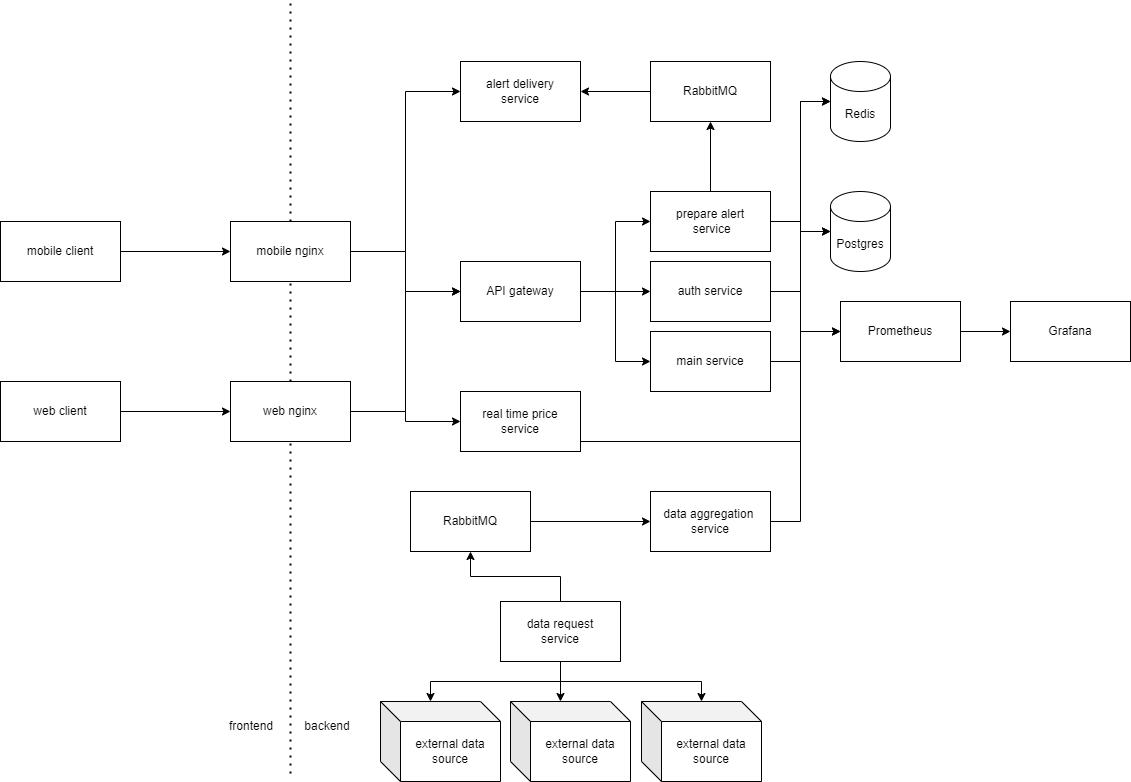 alert delivery
service
RabbitMQ
Redis
prepare alert
service
Postgres
mobile client
mobile nginx
API gateway
auth service
Prometheus
Grafana
main service
web client
web nginx
real time price
service
RabbitMQ
data aggregation
service
data request
service
frontend
backend
external data
source
external data
source
external data
source